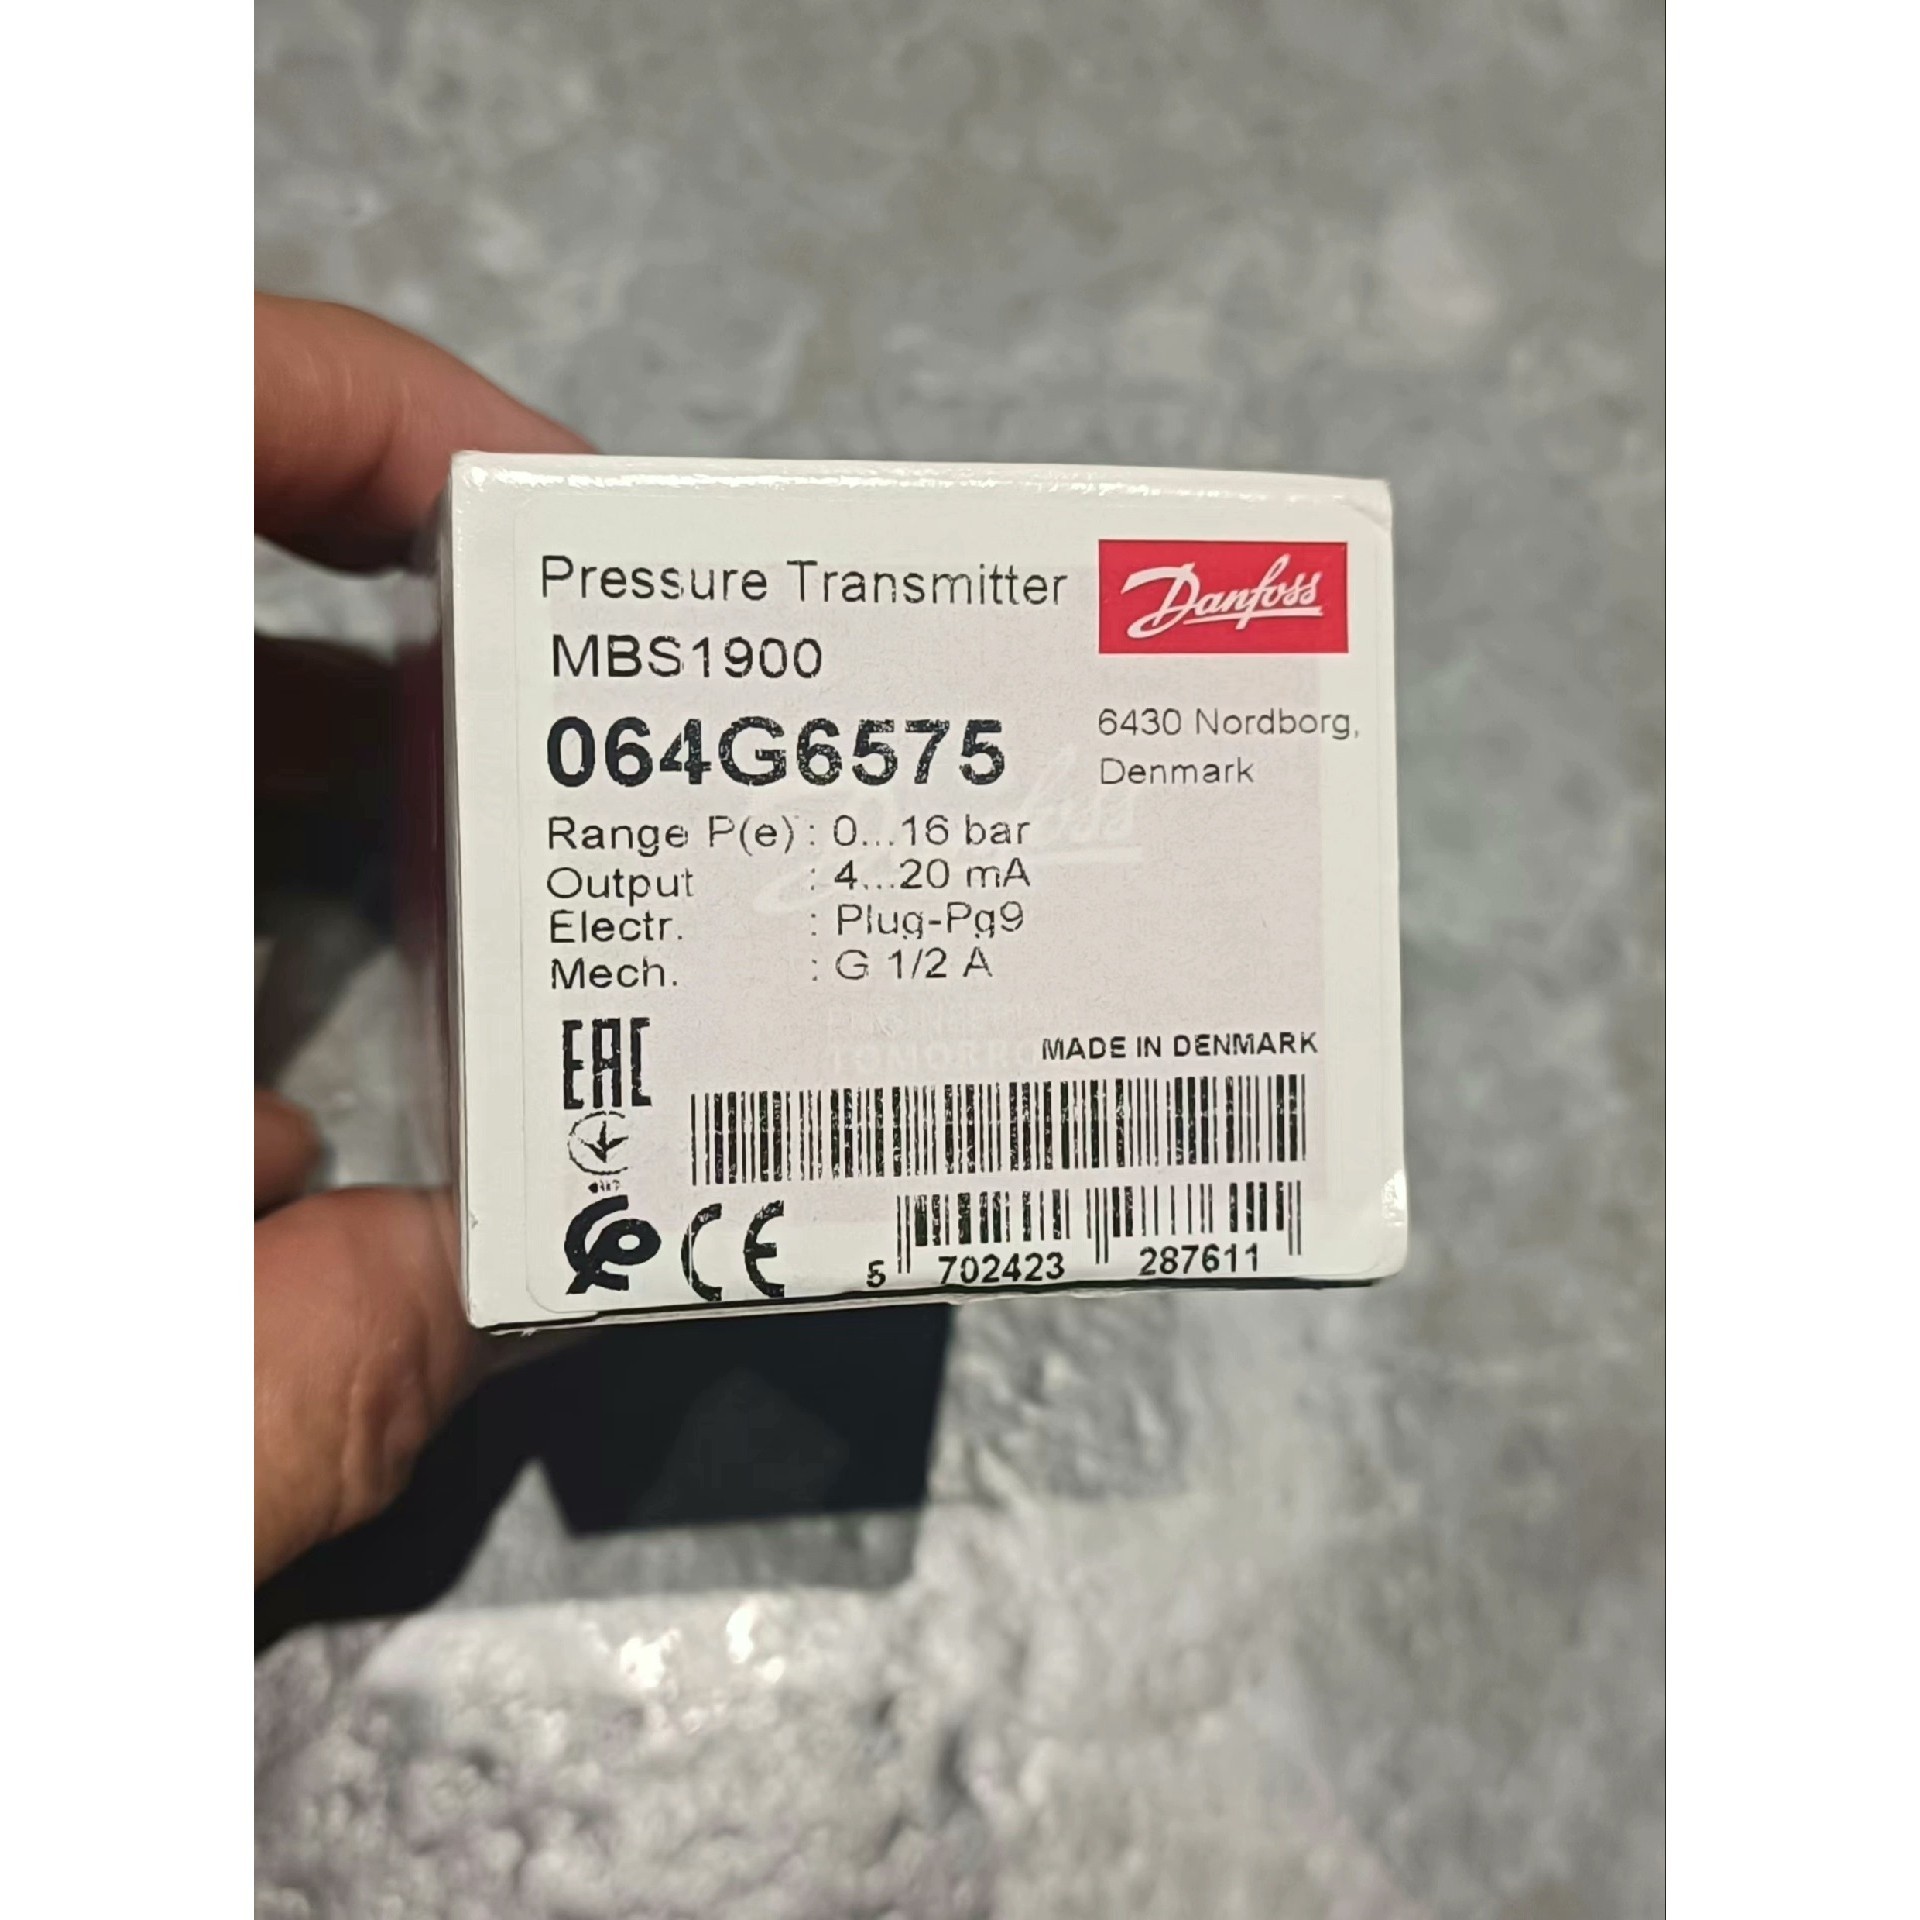 Pressure Transmitter
Danfoss
MBS1900
064G6575
6430 Nordborg,
Denmark
Range P(e) : 0...16 bar
Output : 4...20 mA
Electr. : Plug-Pg9
Mech. : G 1/2 A
EAC
TOMORRO
MADE IN DENMARK
CE
5 702423 287611